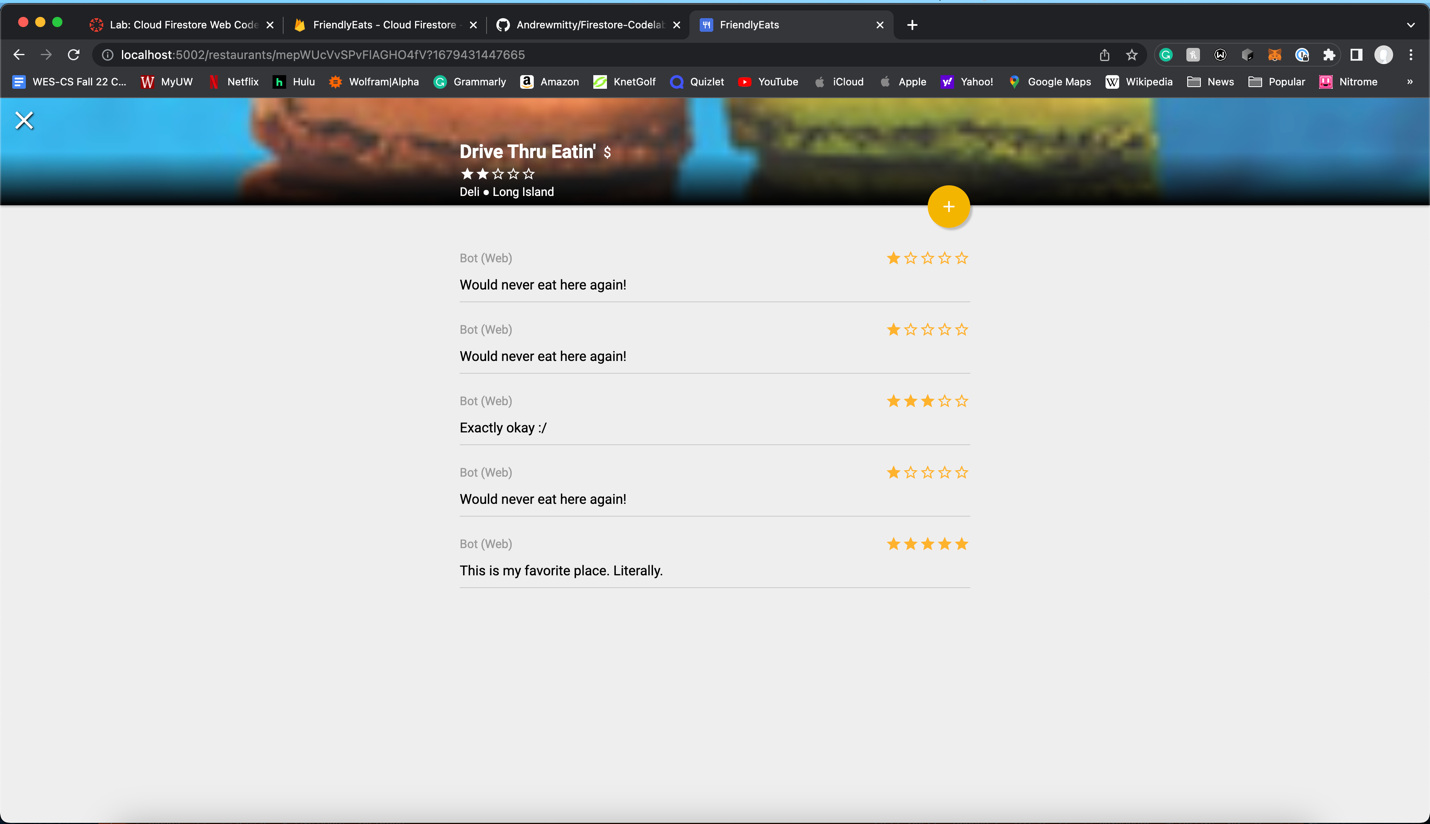 Lab: Cloud Firestore Web Code
FriendlyEats - Cloud Firestore
Andrewmitty/Firestore-Codelab
FriendlyEats
localhost:5002/restaurants/mepWUcVvSPvFlAGHO4fV?1679431447665
WES-CS Fall 22 C... MyUW Netflix Hulu Wolfram|Alpha Grammarly Amazon KnetGolf Quizlet YouTube iCloud Apple Yahoo! Google Maps Wikipedia News Popular Nitrome »
Drive Thru Eatin' $
Deli ● Long Island
+
Bot (Web)
Would never eat here again!
Bot (Web)
Would never eat here again!
Bot (Web)
Exactly okay :/
Bot (Web)
Would never eat here again!
Bot (Web)
This is my favorite place. Literally.